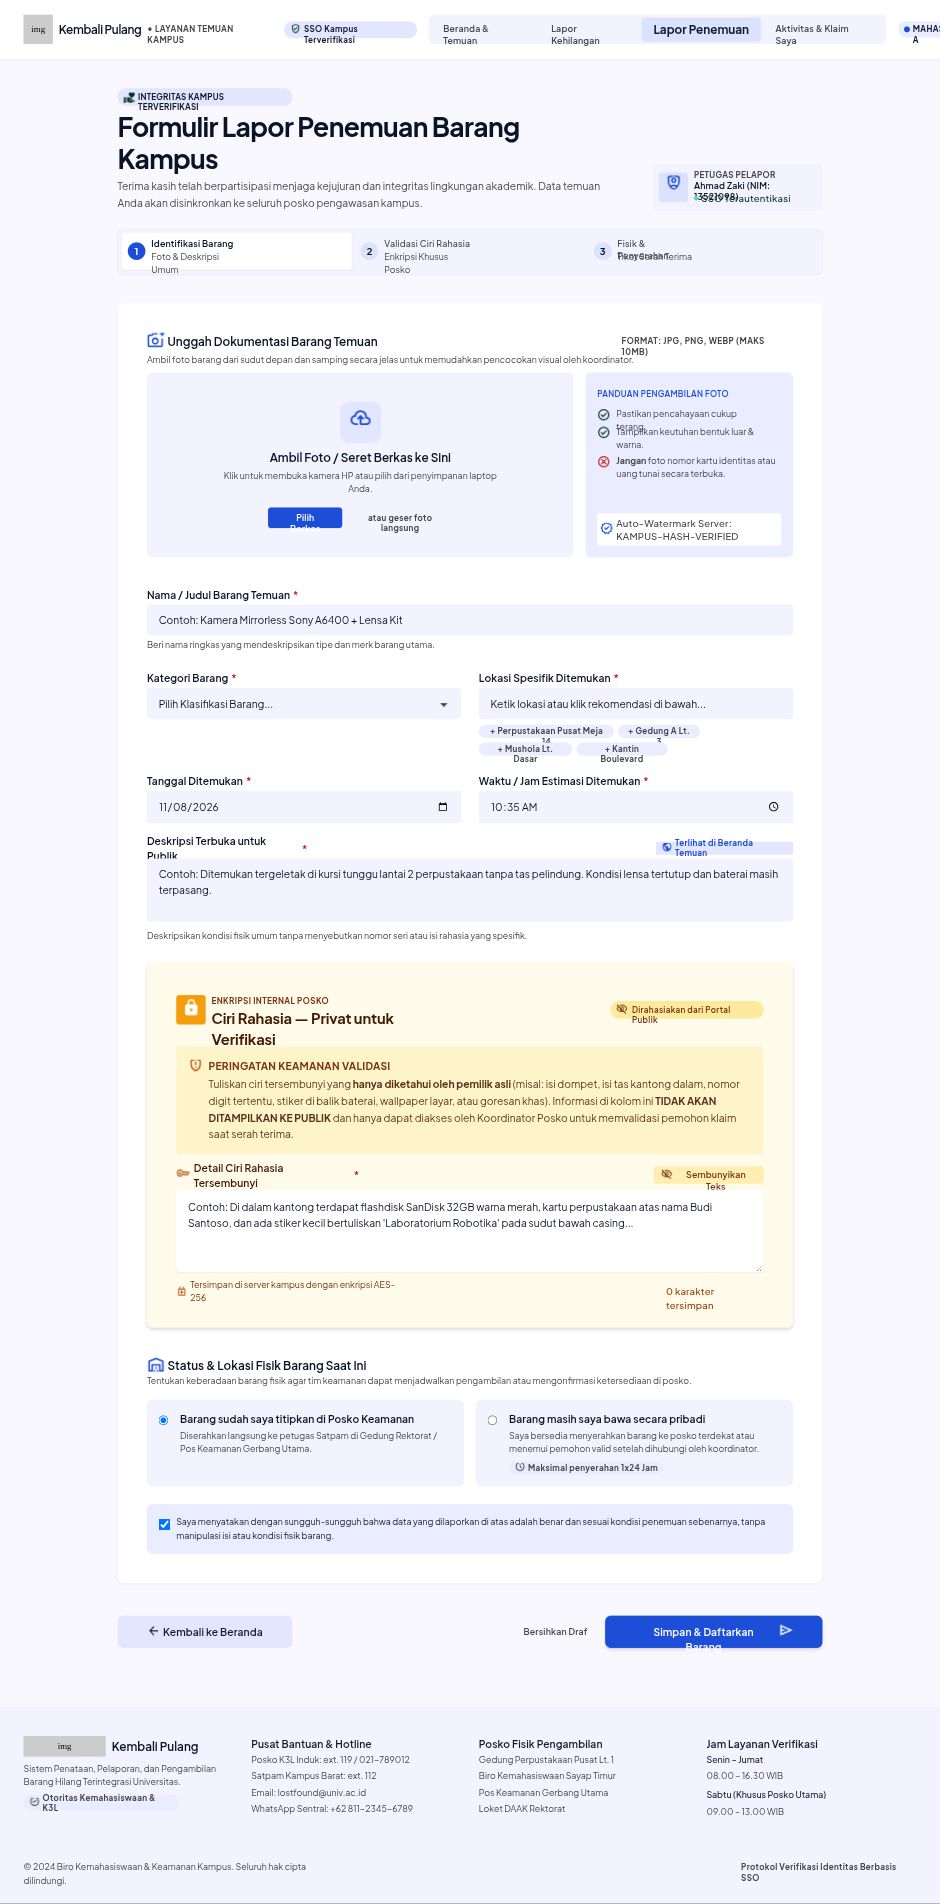 img
Kembali Pulang
• LAYANAN TEMUAN
KAMPUS
SSO Kampus
Terverifikasi
Beranda &
Temuan
Lapor
Kehilangan
Lapor Penemuan
Aktivitas & Klaim
Saya
MAHAS
A
INTEGRITAS KAMPUS
TERVERIFIKASI
Formulir Lapor Penemuan Barang
Kampus
Terima kasih telah berpartisipasi menjaga kejujuran dan integritas lingkungan akademik. Data temuan
Anda akan disinkronkan ke seluruh posko pengawasan kampus.
PETUGAS PELAPOR
Ahmad Zaki (NIM:
SSO Terautentikasi
1
Identifikasi Barang
Foto & Deskripsi
Umum
2
Validasi Ciri Rahasia
Enkripsi Khusus
Posko
3
Fisik &
Penyerahan
Unggah Dokumentasi Barang Temuan
FORMAT: JPG, PNG, WEBP (MAKS
10MB)
Ambil foto barang dari sudut depan dan samping secara jelas untuk memudahkan pencocokan visual oleh koordinator.
Ambil Foto / Seret Berkas ke Sini
Klik untuk membuka kamera HP atau pilih dari penyimpanan laptop
Anda.
Pilih
Berkas
atau geser foto
langsung
PANDUAN PENGAMBILAN FOTO
Pastikan pencahayaan cukup
terang.
Tampilkan keutuhan bentuk luar &
warna.
Jangan foto nomor kartu identitas atau
uang tunai secara terbuka.
Auto-Watermark Server:
KAMPUS-HASH-VERIFIED
Nama / Judul Barang Temuan *
Contoh: Kamera Mirrorless Sony A6400 + Lensa Kit
Beri nama ringkas yang mendeskripsikan tipe dan merk barang utama.
Kategori Barang *
Pilih Klasifikasi Barang...
Lokasi Spesifik Ditemukan *
Ketik lokasi atau klik rekomendasi di bawah...
+ Perpustakaan Pusat Meja
14
+ Gedung A Lt.
3
+ Mushola Lt.
Dasar
+ Kantin
Boulevard
Tanggal Ditemukan *
11/08/2026
Waktu / Jam Estimasi Ditemukan *
10:35 AM
Deskripsi Terbuka untuk
Publik
*
Terlihat di Beranda
Temuan
Contoh: Ditemukan tergeletak di kursi tunggu lantai 2 perpustakaan tanpa tas pelindung. Kondisi lensa tertutup dan baterai masih
terpasang.
Deskripsikan kondisi fisik umum tanpa menyebutkan nomor seri atau isi rahasia yang spesifik.
ENKRIPSI INTERNAL POSKO
Ciri Rahasia — Privat untuk
Verifikasi
Dirahasiakan dari Portal
Publik
PERINGATAN KEAMANAN VALIDASI
Tuliskan ciri tersembunyi yang hanya diketahui oleh pemilik asli (misal: isi dompet, isi tas kantong dalam, nomor
digit tertentu, stiker di balik baterai, wallpaper layar, atau goresan khas). Informasi di kolom ini TIDAK AKAN
DITAMPILKAN KE PUBLIK dan hanya dapat diakses oleh Koordinator Posko untuk memvalidasi pemohon klaim
saat serah terima.
Detail Ciri Rahasia
Tersembunyi
*
Sembunyikan
Teks
Contoh: Di dalam kantong terdapat flashdisk SanDisk 32GB warna merah, kartu perpustakaan atas nama Budi
Santoso, dan ada stiker kecil bertuliskan 'Laboratorium Robotika' pada sudut bawah casing...
Tersimpan di server kampus dengan enkripsi AES-
256
0 karakter
tersimpan
Status & Lokasi Fisik Barang Saat Ini
Tentukan keberadaan barang fisik agar tim keamanan dapat menjadwalkan pengambilan atau mengonfirmasi ketersediaan di posko.
Barang sudah saya titipkan di Posko Keamanan
Diserahkan langsung ke petugas Satpam di Gedung Rektorat /
Pos Keamanan Gerbang Utama.
Barang masih saya bawa secara pribadi
Saya bersedia menyerahkan barang ke posko terdekat atau
menemui pemohon valid setelah dihubungi oleh koordinator.
Maksimal penyerahan 1x24 Jam
Saya menyatakan dengan sungguh-sungguh bahwa data yang dilaporkan di atas adalah benar dan sesuai kondisi penemuan sebenarnya, tanpa
manipulasi isi atau kondisi fisik barang.
Kembali ke Beranda
Bersihkan Draf
Simpan & Daftarkan
Barang
img
Kembali Pulang
Sistem Penataan, Pelaporan, dan Pengambilan
Barang Hilang Terintegrasi Universitas.
Otoritas Kemahasiswaan &
K3L
Pusat Bantuan & Hotline
Posko K3L Induk: ext. 119 / 021-789012
Satpam Kampus Barat: ext. 112
Email: lostfound@univ.ac.id
WhatsApp Sentral: +62 811-2345-6789
Posko Fisik Pengambilan
Gedung Perpustakaan Pusat Lt. 1
Biro Kemahasiswaan Sayap Timur
Pos Keamanan Gerbang Utama
Loket DAAK Rektorat
Jam Layanan Verifikasi
Senin – Jumat
08.00 – 16.30 WIB
Sabtu (Khusus Posko Utama)
09.00 – 13.00 WIB
© 2024 Biro Kemahasiswaan & Keamanan Kampus. Seluruh hak cipta
dilindungi.
Protokol Verifikasi Identitas Berbasis
SSO